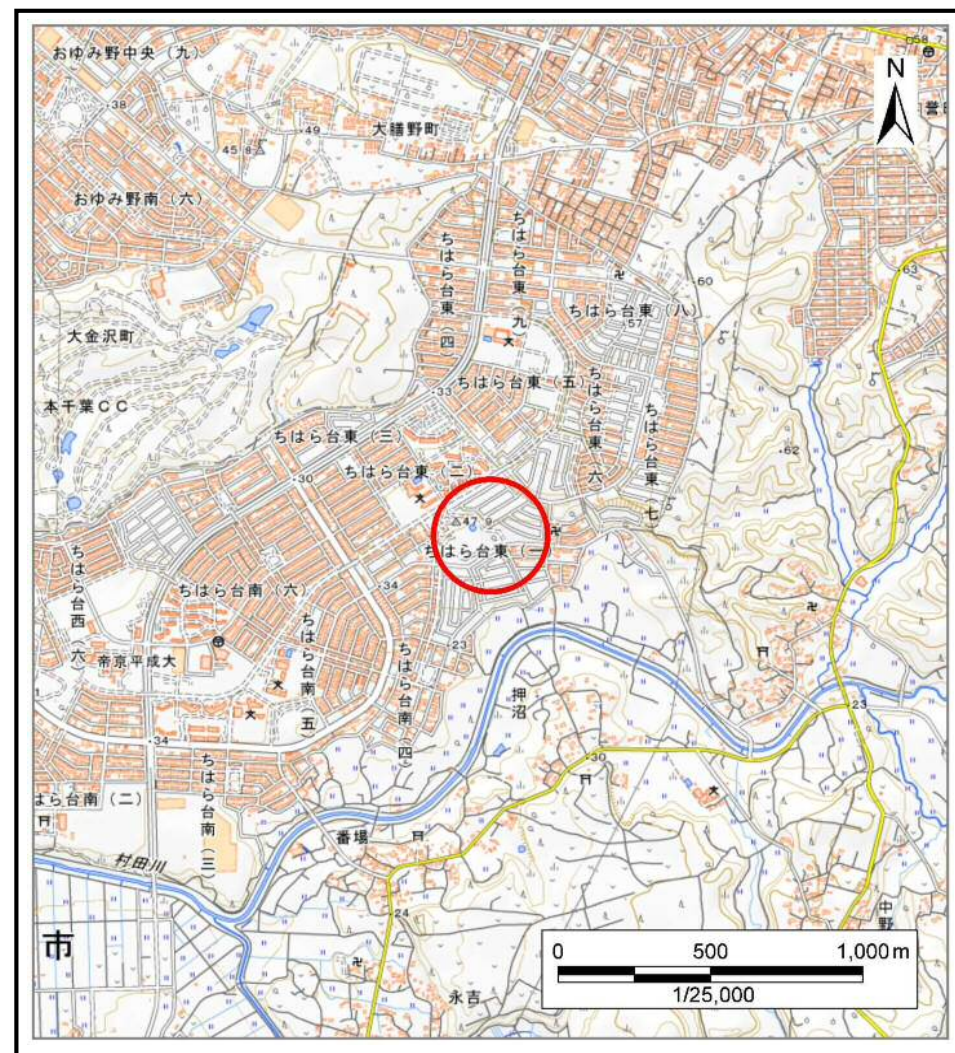 おゆみ野中央（九）
58.7
N
38
49
大膳野町
45.8
誉田
おゆみ野南（六）
ちはら台東（四）
ちはら台東（九）
63
60
ちはら台東（八）
57
大金沢町
ちはら台東（五）
ちはら台東（六）
ちはら台東（七）
33
本千葉ＣＣ
ちはら台東（三）
62
ちはら台東（二）
30
47.9
ちはら台東（一）
ちはら台西（六）
34
ちはら台南（六）
23
帝京平成大
ちはら台南（五）
ちはら台南（四）
押沼
23
34
30
はら台南（二）
ちはら台南（三）
番場
村田川
24
中野
市
永吉
0 500 1,000 m
1/25,000